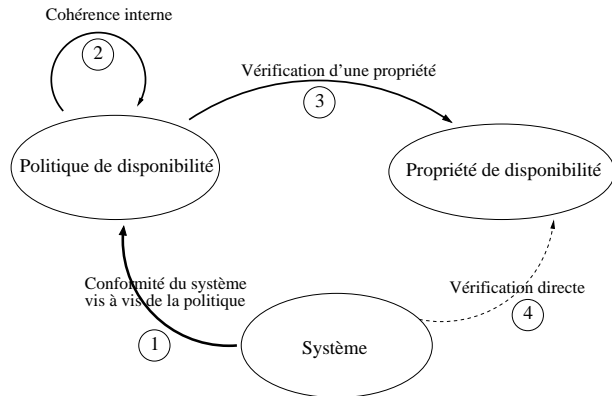 Cohérence interne
2
Vérification d'une propriété
3
Politique de disponibilité
Propriété de disponibilité
Conformité du système
vis à vis de la politique
1
Vérification directe
4
Système